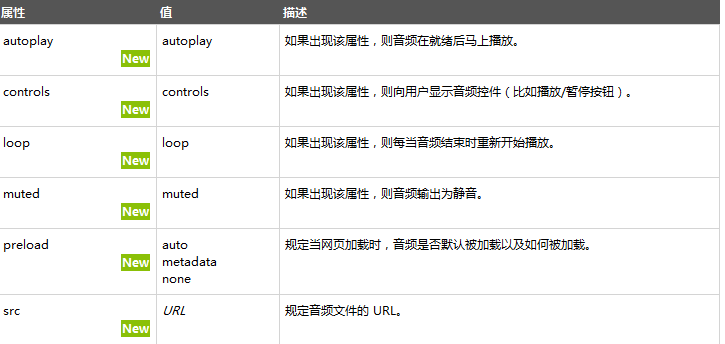 属性 值 描述
autoplay autoplay 如果出现该属性，则音频在就绪后马上播放。
New
controls controls 如果出现该属性，则向用户显示音频控件（比如播放/暂停按钮）。
New
loop loop 如果出现该属性，则每当音频结束时重新开始播放。
New
muted muted 如果出现该属性，则音频输出为静音。
New
preload auto 规定当网页加载时，音频是否默认被加载以及如何被加载。
New metadata
none
src URL 规定音频文件的 URL。
New